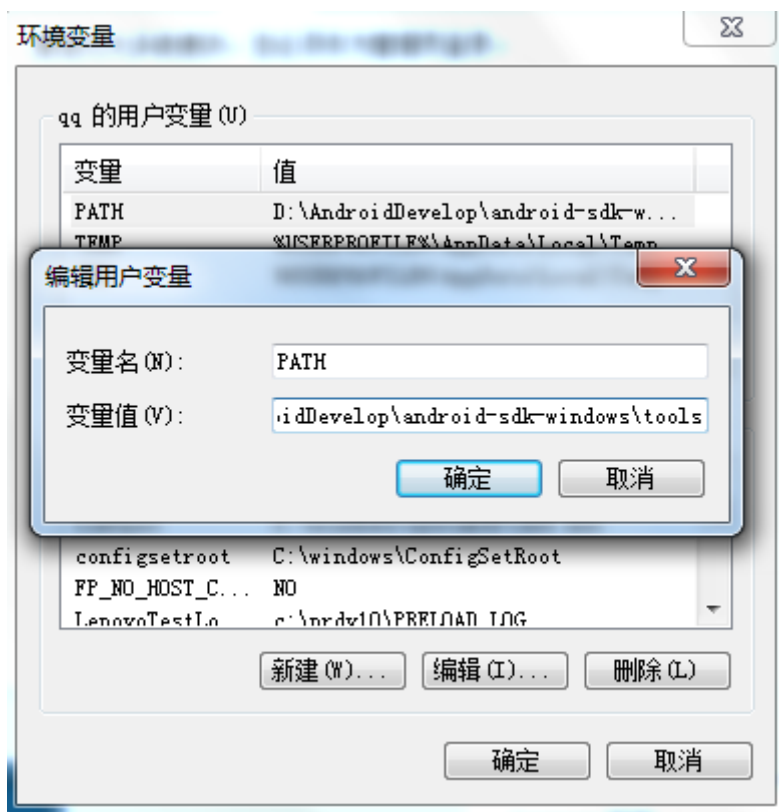 环境变量
qq 的用户变量(U)
变量 值
PATH D:\AndroidDevelop\android-sdk-w...
TEMP %USERPROFILE%\AppData\Local\Temp
编辑用户变量
变量名(N): PATH
变量值(V): idDevelop\android-sdk-windows\tools
确定 取消
configsetroot C:\windows\ConfigSetRoot
FP_NO_HOST_C... NO
LenovoTestLo c:\prdv10\PRELOAD LOG
新建(W)... 编辑(I)... 删除(L)
确定 取消